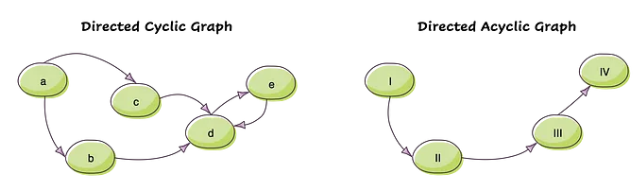 Directed Cyclic Graph
a
c
e
d
b
Directed Acyclic Graph
I
IV
III
II